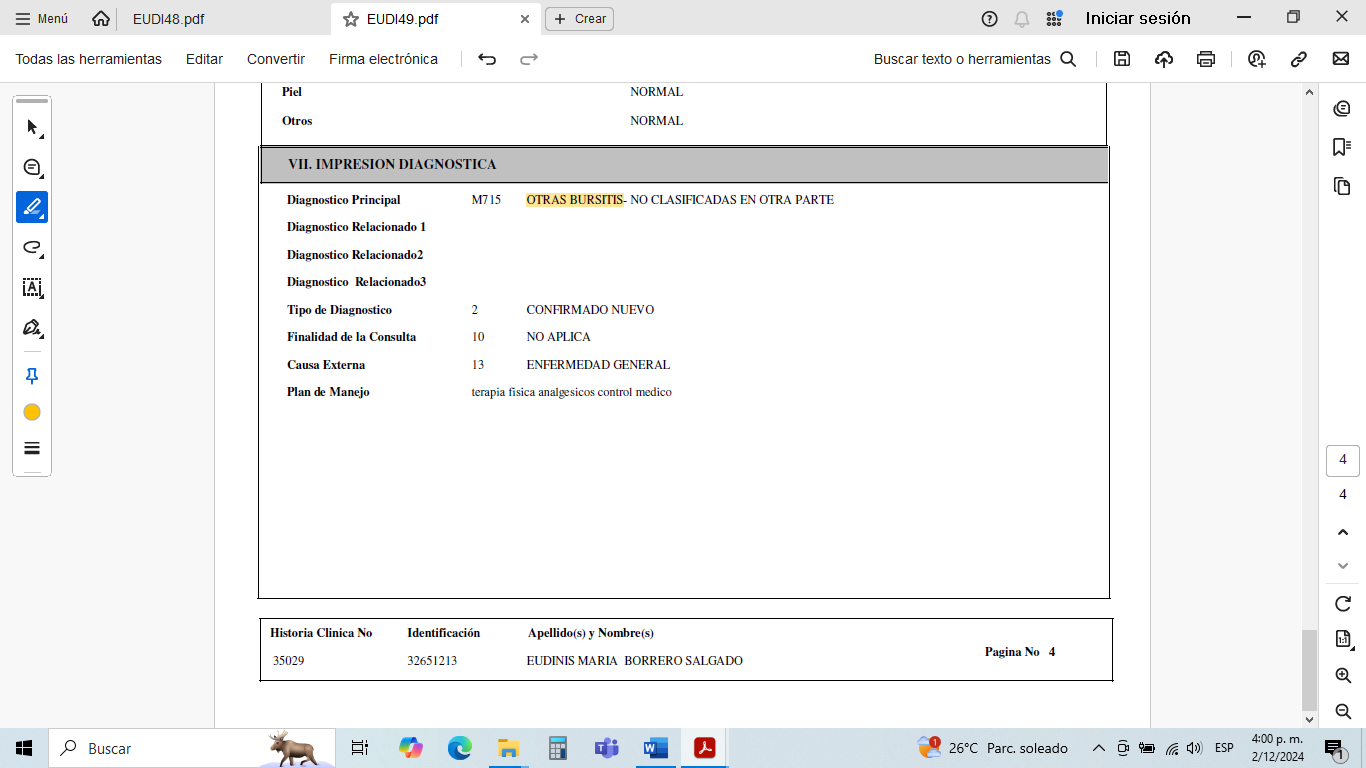 Menú
EUDI48.pdf
EUDI49.pdf
Crear
Iniciar sesión
Todas las herramientas
Editar
Convertir
Firma electrónica
Buscar texto o herramientas
Piel NORMAL
Otros NORMAL
VII. IMPRESION DIAGNOSTICA
Diagnostico Principal M715 OTRAS BURSITIS- NO CLASIFICADAS EN OTRA PARTE
Diagnostico Relacionado 1
Diagnostico Relacionado2
Diagnostico Relacionado3
Tipo de Diagnostico 2 CONFIRMADO NUEVO
Finalidad de la Consulta 10 NO APLICA
Causa Externa 13 ENFERMEDAD GENERAL
Plan de Manejo terapia fisica analgesicos control medico
Historia Clinica No Identificación Apellido(s) y Nombre(s)
35029 32651213 EUDINIS MARIA BORRERO SALGADO
Pagina No 4
4
4
1:1
Buscar
1
26°C Parc. soleado
ESP
4:00 p. m.
2/12/2024
1